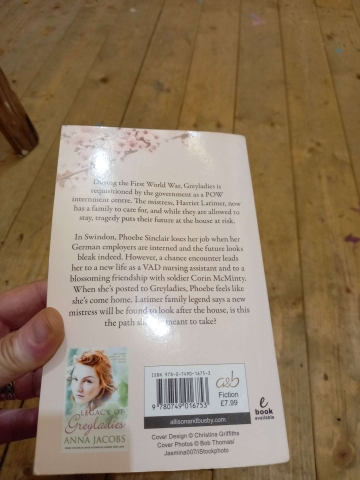 During the First World War, Greyladies is
requisitioned by the government as a POW
internment centre. The mistress, Harriet Latimer, now
has a family to care for, and while they are allowed to
stay, tragedy puts their future at the house at risk.
In Swindon, Phoebe Sinclair loses her job when her
German employers are interned and the future looks
bleak indeed. However, a chance encounter leads
her to a new life as a VAD nursing assistant and to a
blossoming friendship with soldier Corin McMinty.
When she's posted to Greyladies, Phoebe feels like
she's come home. Latimer family legend says a new
mistress will be found to look after the house, is this
the path she's meant to take?
LEGACY OF
Greyladies
ANNA JACOBS
ISBN 978-0-7490-1675-3
9 780749 016753
a&b
Fiction
£7.99
allisonandbusby.com
e
book
available
Cover Design © Christina Griffiths
Cover Photos © Bob Thomas/
Jasmina007/iStockphoto